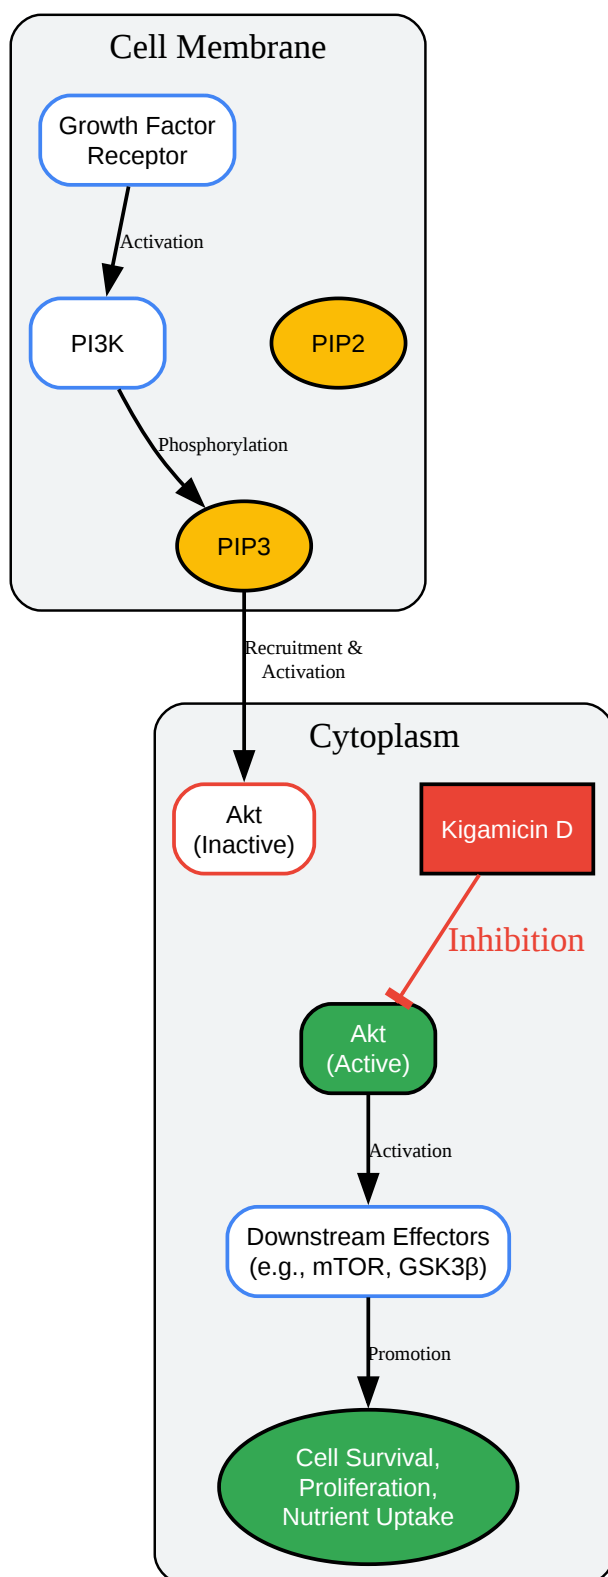 Cell Membrane
Growth Factor
Receptor
Activation
PI3K
PIP2
Phosphorylation
PIP3
Recruitment &
Activation
Cytoplasm
Akt
(Inactive)
Kigamicin D
Inhibition
Akt
(Active)
Activation
Downstream Effectors
(e.g., mTOR, GSK3β)
Promotion
Cell Survival,
Proliferation,
Nutrient Uptake